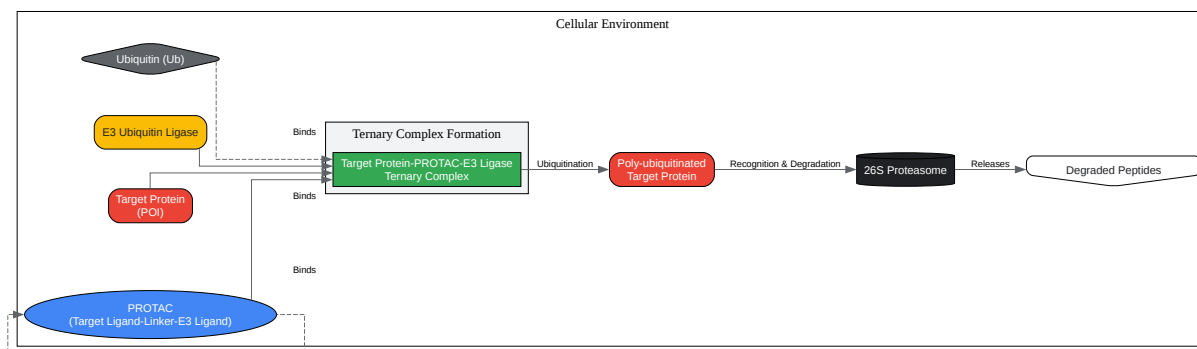 Cellular Environment
Ubiquitin (Ub)
E3 Ubiquitin Ligase
Binds
Ternary Complex Formation
Target Protein-PROTAC-E3 Ligase
Ternary Complex
Ubiquitination
Poly-ubiquitinated
Target Protein
Recognition & Degradation
26S Proteasome
Releases
Degraded Peptides
Target Protein
(POI)
Binds
Binds
PROTAC
(Target Ligand-Linker-E3 Ligand)